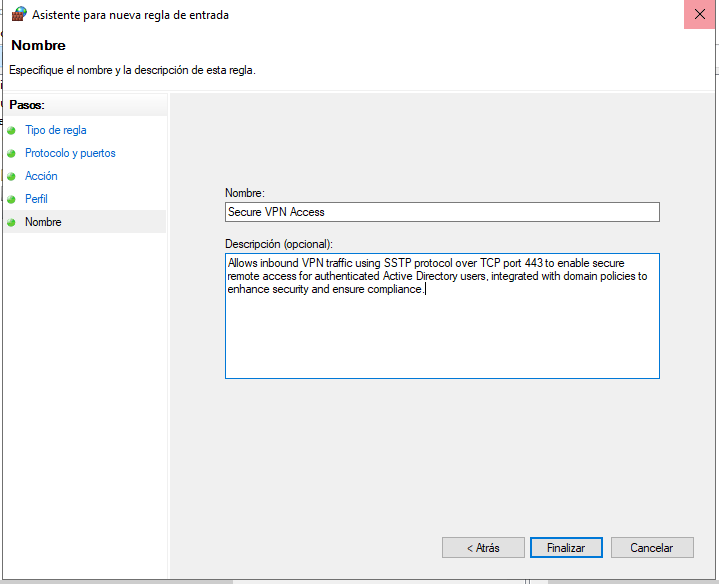 Asistente para nueva regla de entrada
Nombre
Especifique el nombre y la descripción de esta regla.
Pasos:
Tipo de regla
Protocolo y puertos
Acción
Perfil
Nombre
Nombre:
Secure VPN Access
Descripción (opcional):
Allows inbound VPN traffic using SSTP protocol over TCP port 443 to enable secure
remote access for authenticated Active Directory users, integrated with domain policies to
enhance security and ensure compliance.
< Atrás
Finalizar
Cancelar